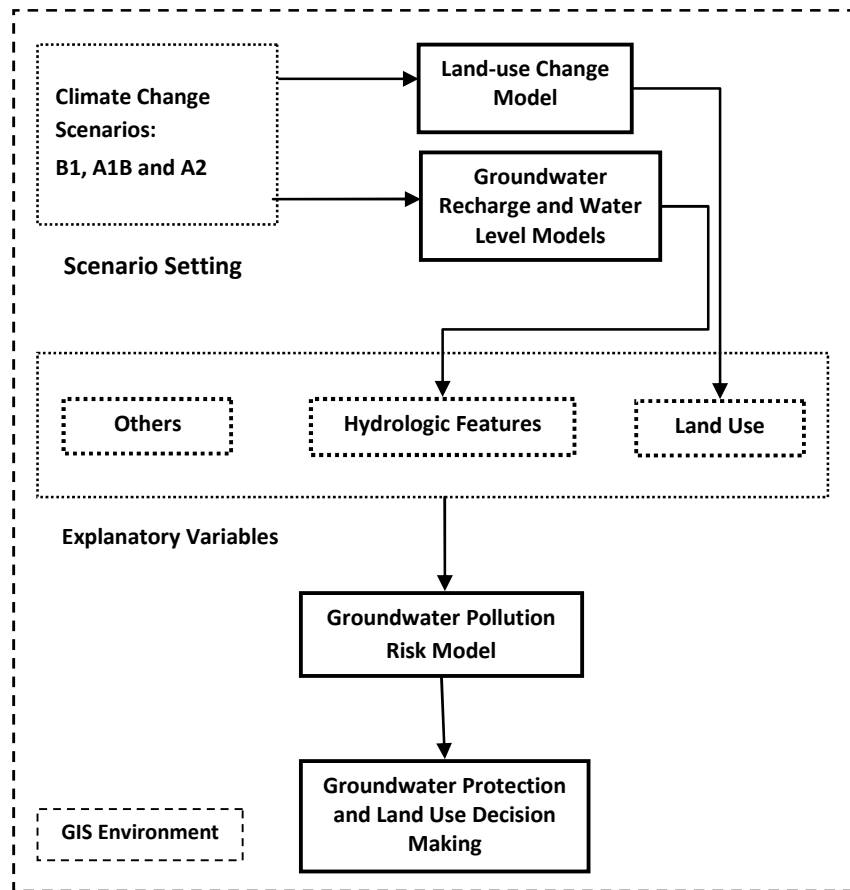 Climate Change
Scenarios:
B1, A1B and A2
Land-use Change
Model
Groundwater
Recharge and Water
Level Models
Scenario Setting
Others
Hydrologic Features
Land Use
Explanatory Variables
Groundwater Pollution
Risk Model
Groundwater Protection
and Land Use Decision
Making
GIS Environment